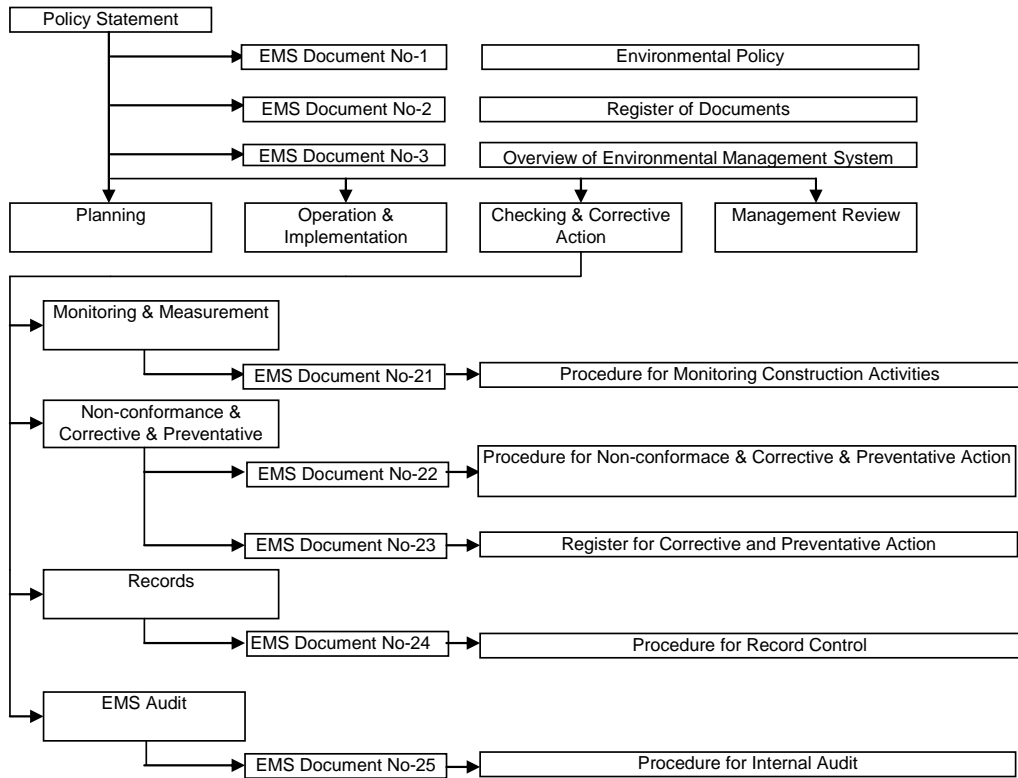 Policy Statement
EMS Document No-1
Environmental Policy
EMS Document No-2
Register of Documents
EMS Document No-3
Overview of Environmental Management System
Planning
Operation &
Implementation
Checking & Corrective
Action
Management Review
Monitoring & Measurement
EMS Document No-21
Procedure for Monitoring Construction Activities
Non-conformance &
Corrective & Preventative
EMS Document No-22
Procedure for Non-conformace & Corrective & Preventative Action
EMS Document No-23
Register for Corrective and Preventative Action
Records
EMS Document No-24
Procedure for Record Control
EMS Audit
EMS Document No-25
Procedure for Internal Audit